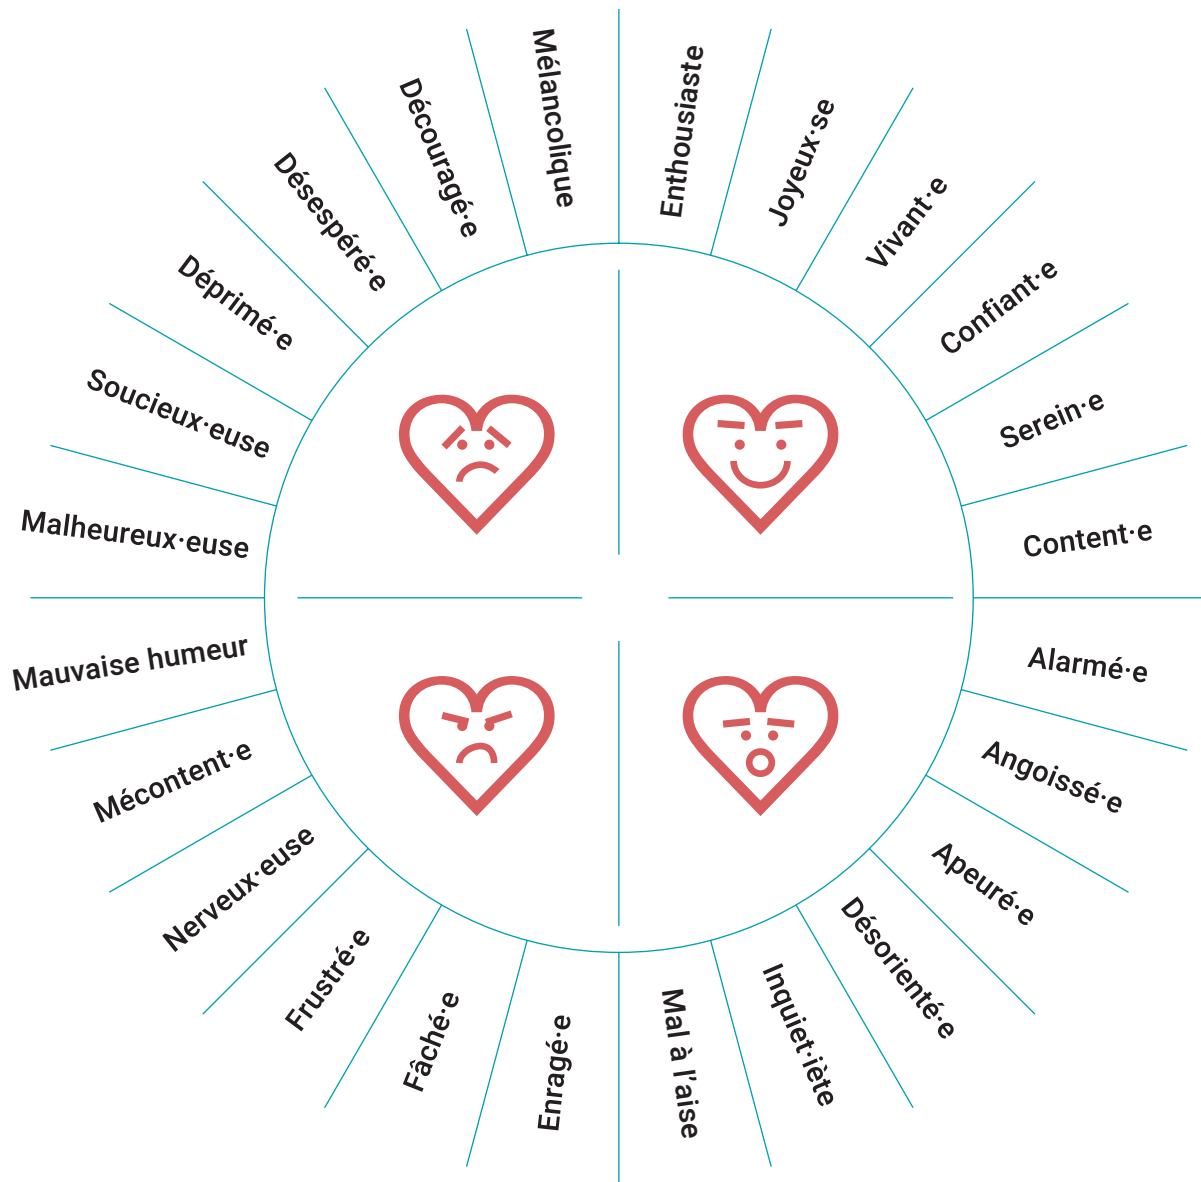 Enthousiaste
Joyeux·se
Vivant·e
Confiant·e
Serein·e
Content·e
Alarmé·e
Angoissé·e
Apeuré·e
Désorienté·e
Inquiet·iète
Mal à l’aise
Enragé·e
Fâché·e
Frustré·e
Nerveux·euse
Mécontent·e
Mauvaise humeur
Malheureux·euse
Soucieux·euse
Déprimé·e
Désespéré·e
Découragé·e
Mélancolique